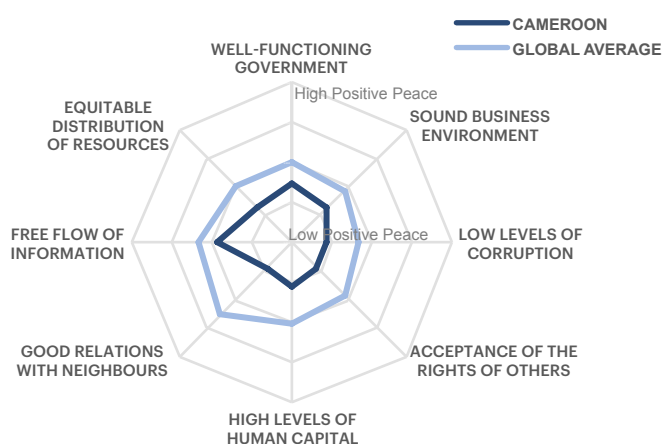 CAMEROON
GLOBAL AVERAGE
WELL-FUNCTIONING
GOVERNMENT
High Positive Peace
EQUITABLE
DISTRIBUTION
OF RESOURCES
SOUND BUSINESS
ENVIRONMENT
FREE FLOW OF
INFORMATION
Low Positive Peace
LOW LEVELS OF
CORRUPTION
GOOD RELATIONS
WITH NEIGHBOURS
ACCEPTANCE OF THE
RIGHTS OF OTHERS
HIGH LEVELS OF
HUMAN CAPITAL